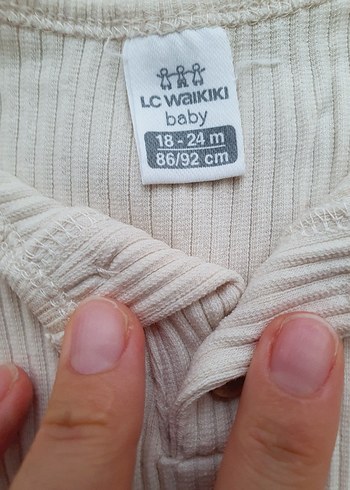 LC WAIKIKI
baby
18 - 24 m
86/92 cm